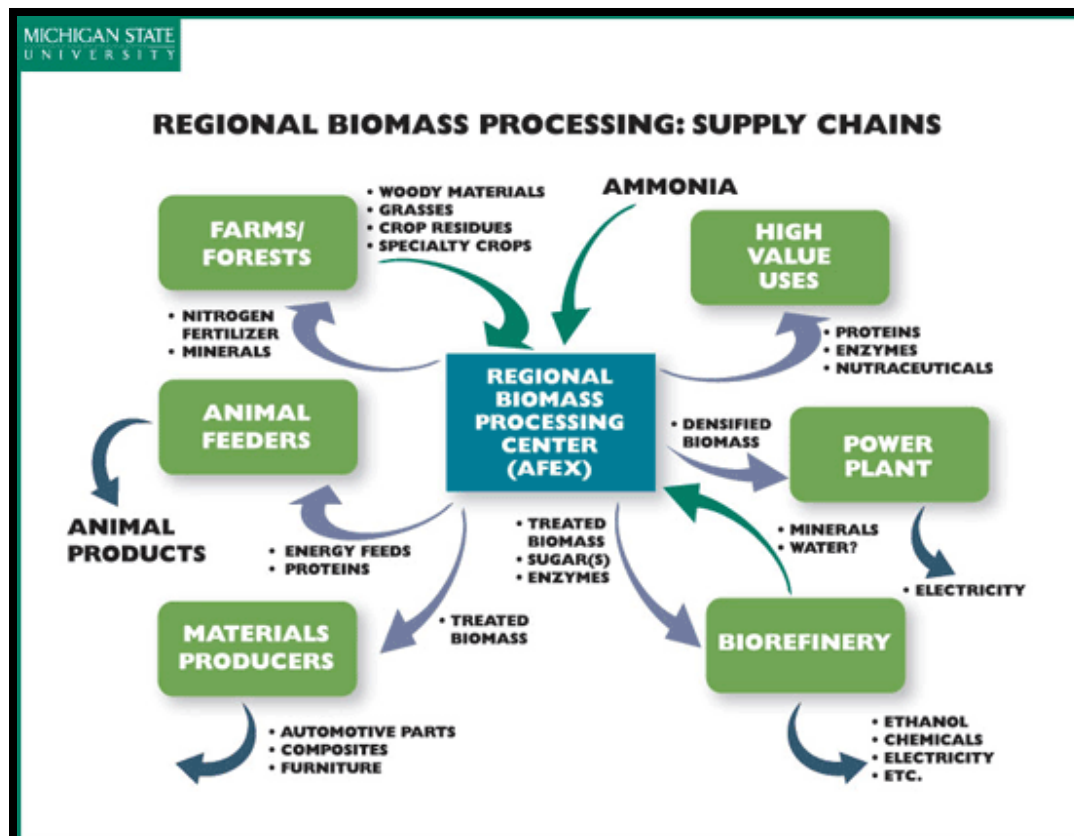 MICHIGAN STATE
UNIVERSITY
REGIONAL BIOMASS PROCESSING: SUPPLY CHAINS
FARMS/
FORESTS
• WOODY MATERIALS
• GRASSES
• CROP RESIDUES
• SPECIALTY CROPS
AMMONIA
HIGH
VALUE
USES
• NITROGEN
FERTILIZER
• MINERALS
• PROTEINS
• ENZYMES
• NUTRACEUTICALS
REGIONAL
BIOMASS
PROCESSING
CENTER
(AFEX)
ANIMAL
FEEDERS
• DENSIFIED
BIOMASS
POWER
PLANT
ANIMAL
PRODUCTS
• ENERGY FEEDS
• PROTEINS
• TREATED
BIOMASS
• SUGAR(S)
• ENZYMES
• MINERALS
• WATER?
• ELECTRICITY
MATERIALS
PRODUCERS
• TREATED
BIOMASS
BIOREFINERY
• AUTOMOTIVE PARTS
• COMPOSITES
• FURNITURE
• ETHANOL
• CHEMICALS
• ELECTRICITY
• ETC.